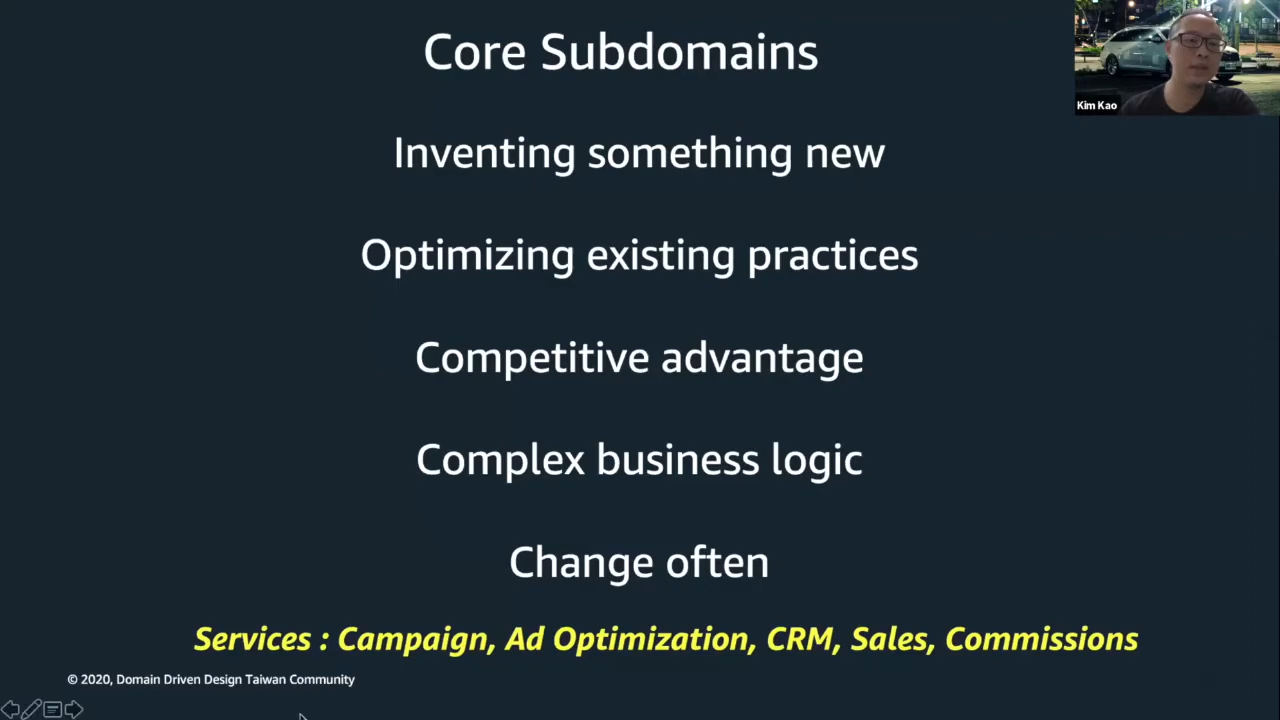 Core Subdomains
Kim Kao
Inventing something new
Optimizing existing practices
Competitive advantage
Complex business logic
Change often
Services : Campaign, Ad Optimization, CRM, Sales, Commissions
© 2020, Domain Driven Design Taiwan Community